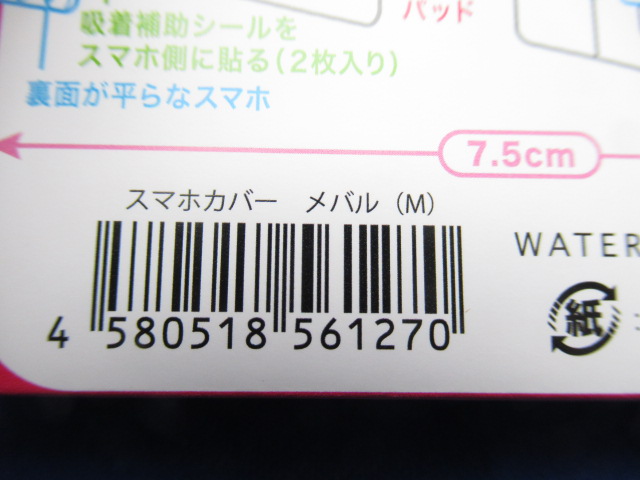 吸着補助シールを
スマホ側に貼る(2枚入り)
パッド
裏面が平らなスマホ
7.5cm
スマホカバー　メバル（M）
WATER
4 580518 561270
紙